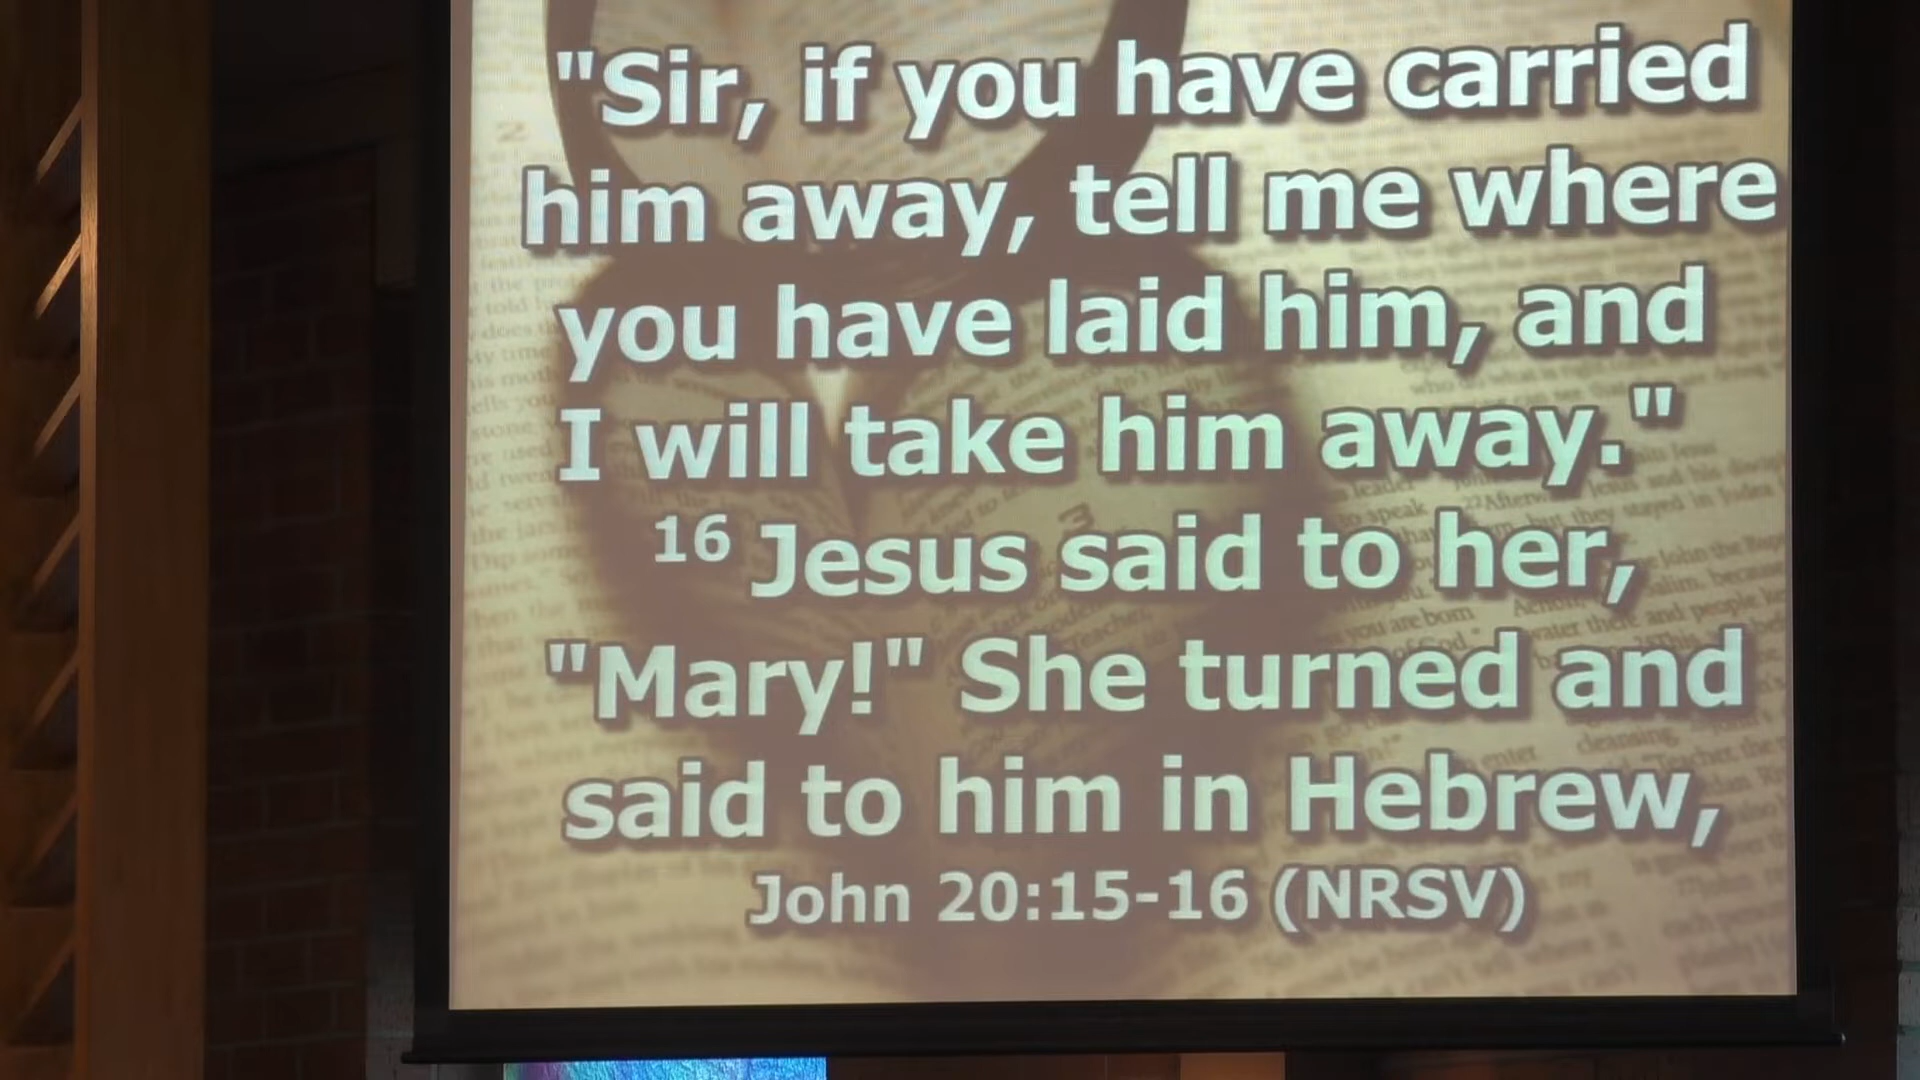 "Sir, if you have carried
him away, tell me where
you have laid him, and
I will take him away."
16 Jesus said to her,
"Mary!" She turned and
said to him in Hebrew,
John 20:15-16 (NRSV)